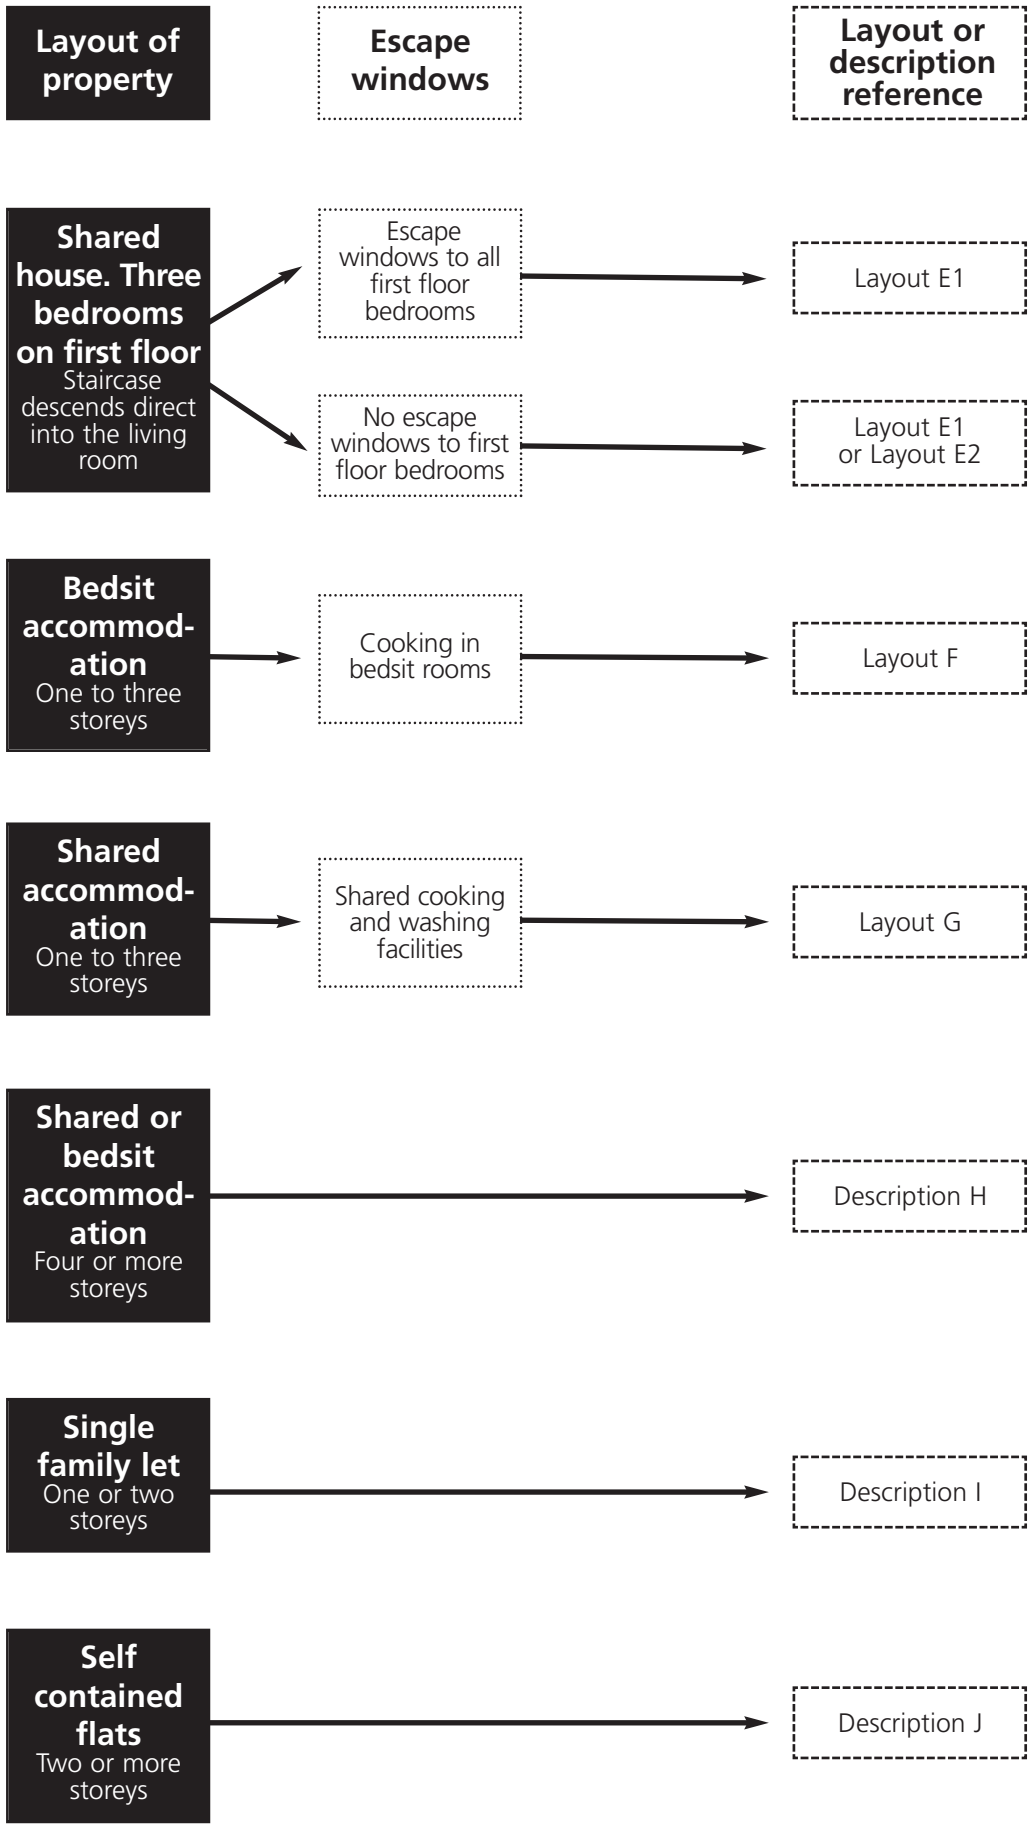 Layout of
property
Escape
windows
Layout or
description
reference
Shared
house. Three
bedrooms
on first floor
Staircase
descends direct
into the living
room
Escape
windows to all
first floor
bedrooms
Layout E1
No escape
windows to first
floor bedrooms
Layout E1
or Layout E2
Bedsit
accommod-
ation
One to three
storeys
Cooking in
bedsit rooms
Layout F
Shared
accommod-
ation
One to three
storeys
Shared cooking
and washing
facilities
Layout G
Shared or
bedsit
accommod-
ation
Four or more
storeys
Description H
Single
family let
One or two
storeys
Description I
Self
contained
flats
Two or more
storeys
Description J